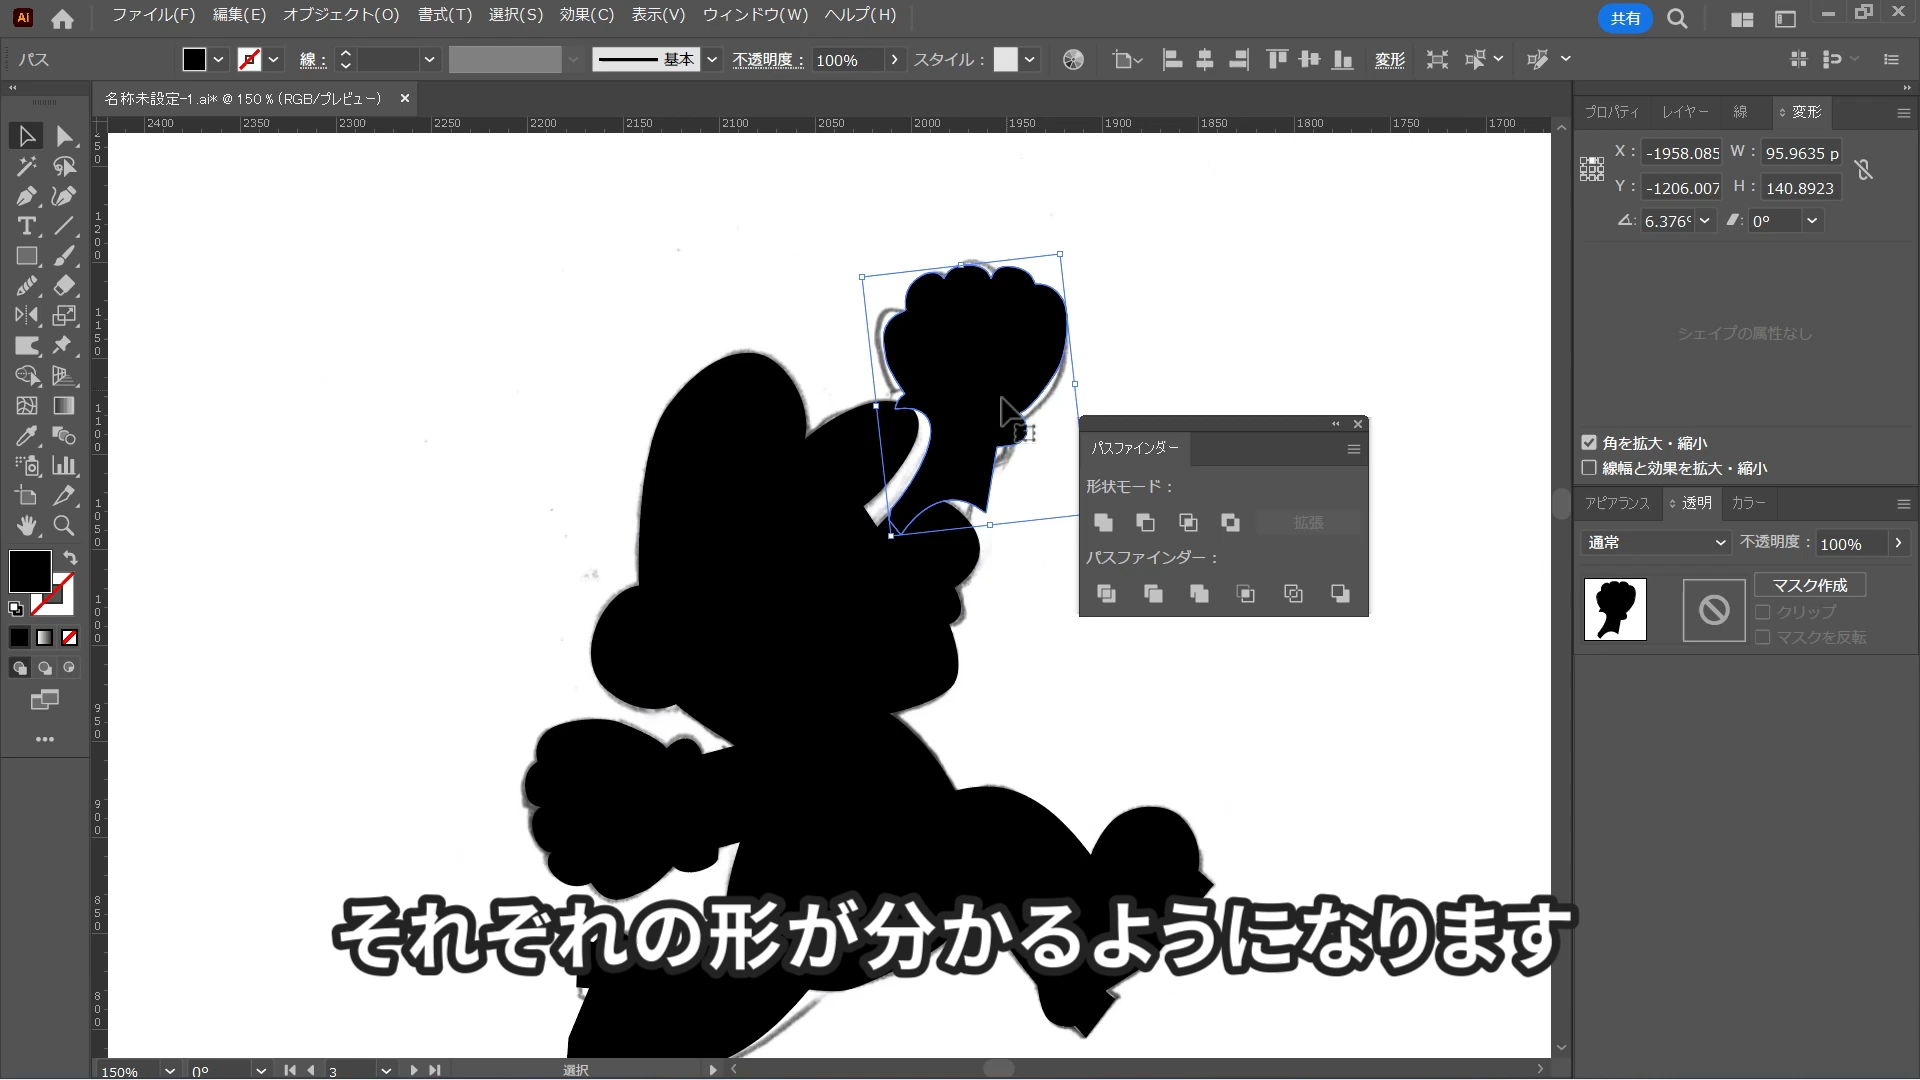 Ai ファイル(F) 編集(E) オブジェクト(O) 書式(T) 選択(S) 効果(C) 表示(V) ウィンドウ(W) ヘルプ(H) 共有
パス 線： 基本 不透明度： 100% スタイル： 変形
名称未設定-1.ai* @ 150 % (RGB/プレビュー)
2400 2350 2300 2250 2200 2150 2100 2050 2000 1950 1900 1850 1800 1750 1700
1200
1150
1100
1050
1000
950
900
850
800
プロパティ レイヤー 線 変形
X： -1958.085 W： 95.9635 p
Y： -1206.007 H： 140.8923
6.376° 0°
シェイプの属性なし
角を拡大・縮小
線幅と効果を拡大・縮小
アピアランス 透明 カラー
通常 不透明度： 100%
マスク作成
クリップ
マスクを反転
パスファインダー
形状モード：
拡張
パスファインダー：
それぞれの形が分かるようになります
150% 0° 3 選択